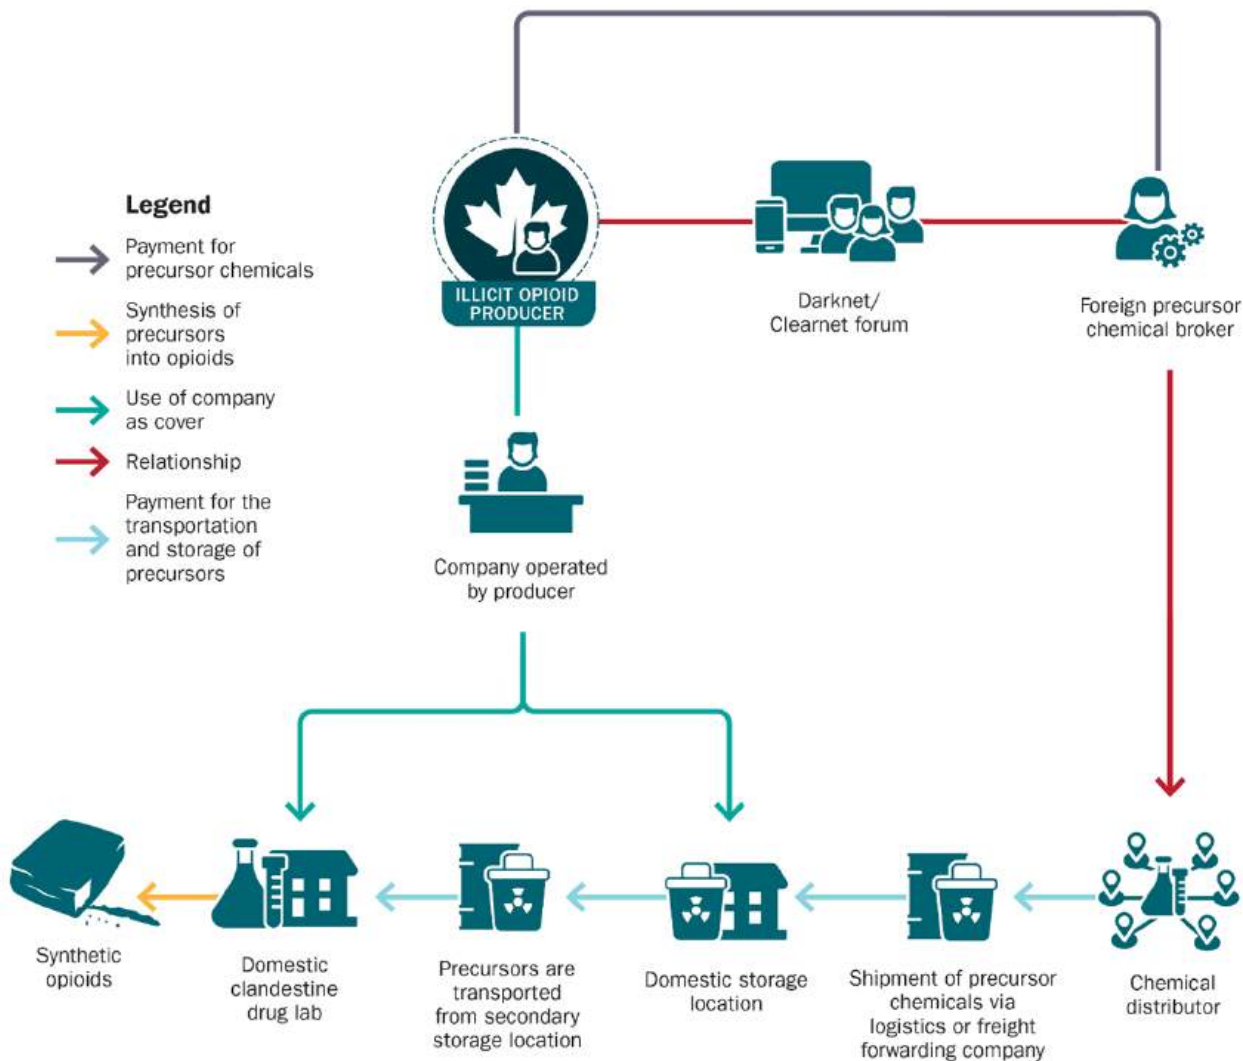 Legend
Payment for
precursor chemicals
Synthesis of
precursors
into opioids
Use of company
as cover
Relationship
Payment for the
transportation
and storage of
precursors
ILLICIT OPIOID
PRODUCER
Darknet/
Clearnet forum
Foreign precursor
chemical broker
Company operated
by producer
Synthetic
opioids
Domestic
clandestine
drug lab
Precursors are
transported
from secondary
storage location
Domestic storage
location
Shipment of precursor
chemicals via
logistics or freight
forwarding company
Chemical
distributor